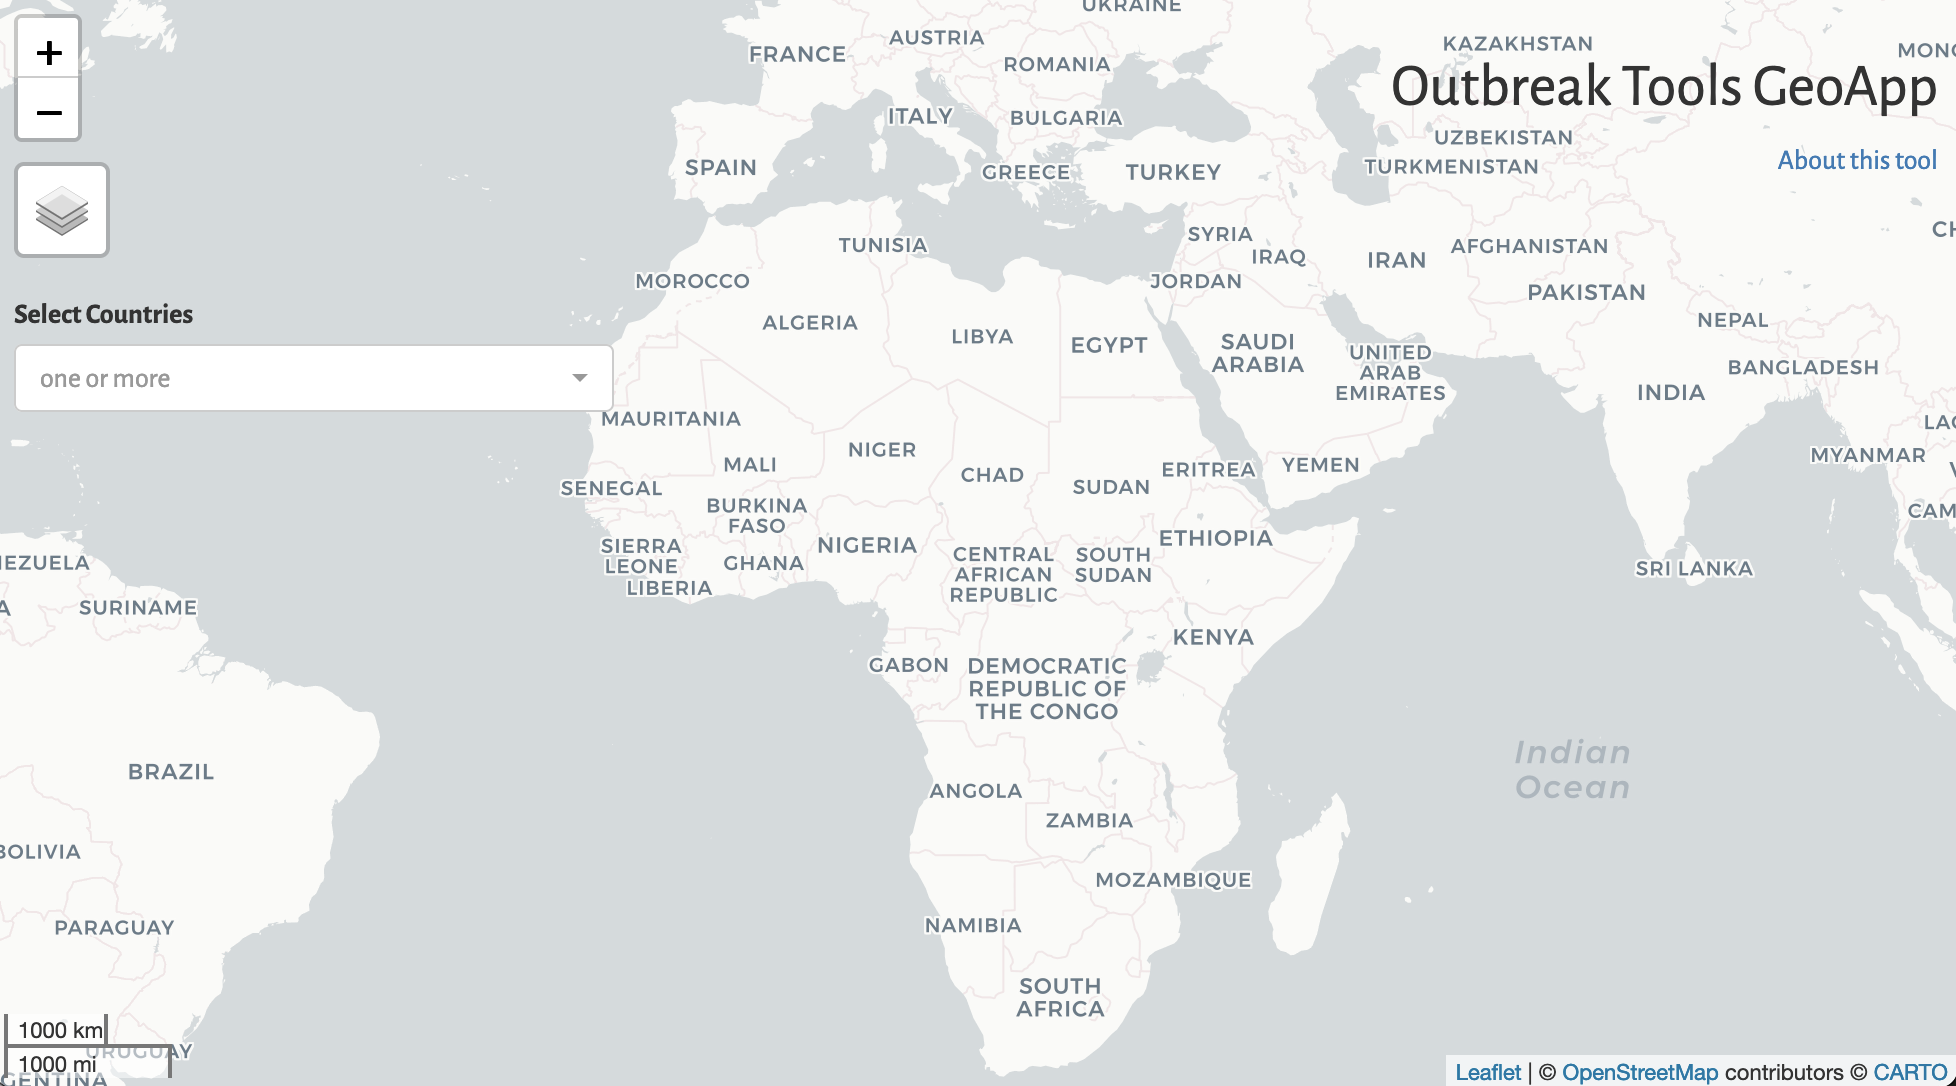 +
−
Select Countries
one or more
Outbreak Tools GeoApp
About this tool
UKRAINE
AUSTRIA
FRANCE
ROMANIA
KAZAKHSTAN
MONG
ITALY
BULGARIA
UZBEKISTAN
SPAIN
GREECE
TURKEY
TURKMENISTAN
TUNISIA
SYRIA
IRAQ
IRAN
AFGHANISTAN
CH
MOROCCO
JORDAN
PAKISTAN
ALGERIA
LIBYA
EGYPT
SAUDI
ARABIA
UNITED
ARAB
EMIRATES
NEPAL
BANGLADESH
INDIA
MAURITANIA
LAO
MALI
NIGER
CHAD
SUDAN
ERITREA
YEMEN
MYANMAR
SENEGAL
BURKINA
FASO
CAM
SIERRA
LEONE
LIBERIA
GHANA
NIGERIA
CENTRAL
AFRICAN
REPUBLIC
SOUTH
SUDAN
ETHIOPIA
SRI LANKA
EZUELA
A
SURINAME
KENYA
GABON
DEMOCRATIC
REPUBLIC OF
THE CONGO
Indian
Ocean
BRAZIL
ANGOLA
ZAMBIA
BOLIVIA
MOZAMBIQUE
PARAGUAY
NAMIBIA
SOUTH
AFRICA
1000 km
URUGUAY
1000 mi
GENTINA
Leaflet | © OpenStreetMap contributors © CARTO